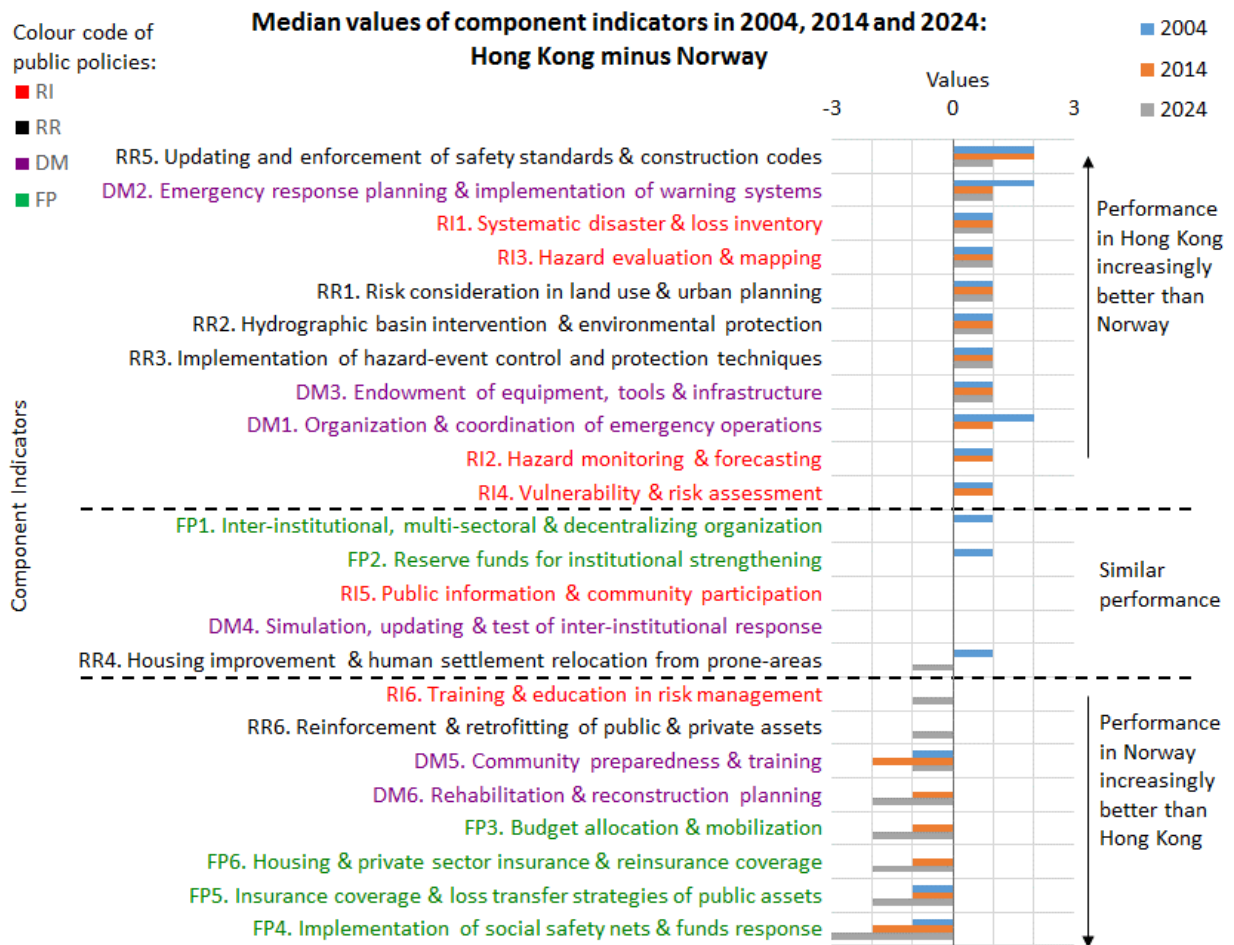 Median values of component indicators in 2004, 2014 and 2024:
Hong Kong minus Norway
Colour code of
public policies:
RI
RR
DM
FP
2004
2014
2024
Values
-3 0 3
Component Indicators
RR5. Updating and enforcement of safety standards & construction codes
DM2. Emergency response planning & implementation of warning systems
RI1. Systematic disaster & loss inventory
RI3. Hazard evaluation & mapping
RR1. Risk consideration in land use & urban planning
RR2. Hydrographic basin intervention & environmental protection
RR3. Implementation of hazard-event control and protection techniques
DM3. Endowment of equipment, tools & infrastructure
DM1. Organization & coordination of emergency operations
RI2. Hazard monitoring & forecasting
RI4. Vulnerability & risk assessment
FP1. Inter-institutional, multi-sectoral & decentralizing organization
FP2. Reserve funds for institutional strengthening
RI5. Public information & community participation
DM4. Simulation, updating & test of inter-institutional response
RR4. Housing improvement & human settlement relocation from prone-areas
RI6. Training & education in risk management
RR6. Reinforcement & retrofitting of public & private assets
DM5. Community preparedness & training
DM6. Rehabilitation & reconstruction planning
FP3. Budget allocation & mobilization
FP6. Housing & private sector insurance & reinsurance coverage
FP5. Insurance coverage & loss transfer strategies of public assets
FP4. Implementation of social safety nets & funds response
Performance
in Hong Kong
increasingly
better than
Norway
Similar
performance
Performance
in Norway
increasingly
better than
Hong Kong